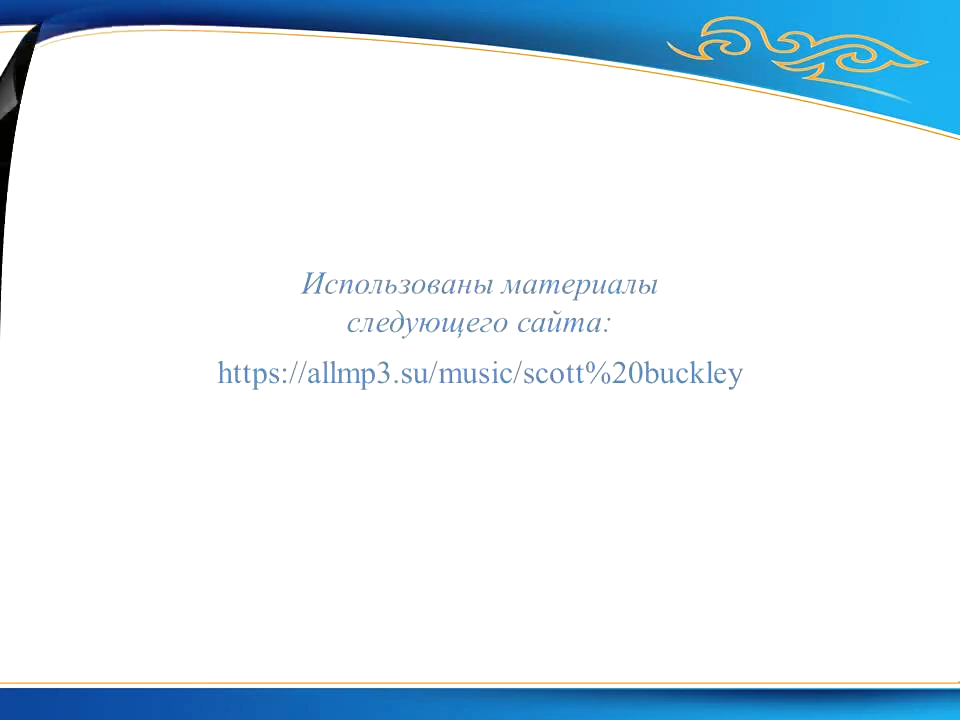 Использованы материалы
следующего сайта:
https://allmp3.su/music/scott%20buckley